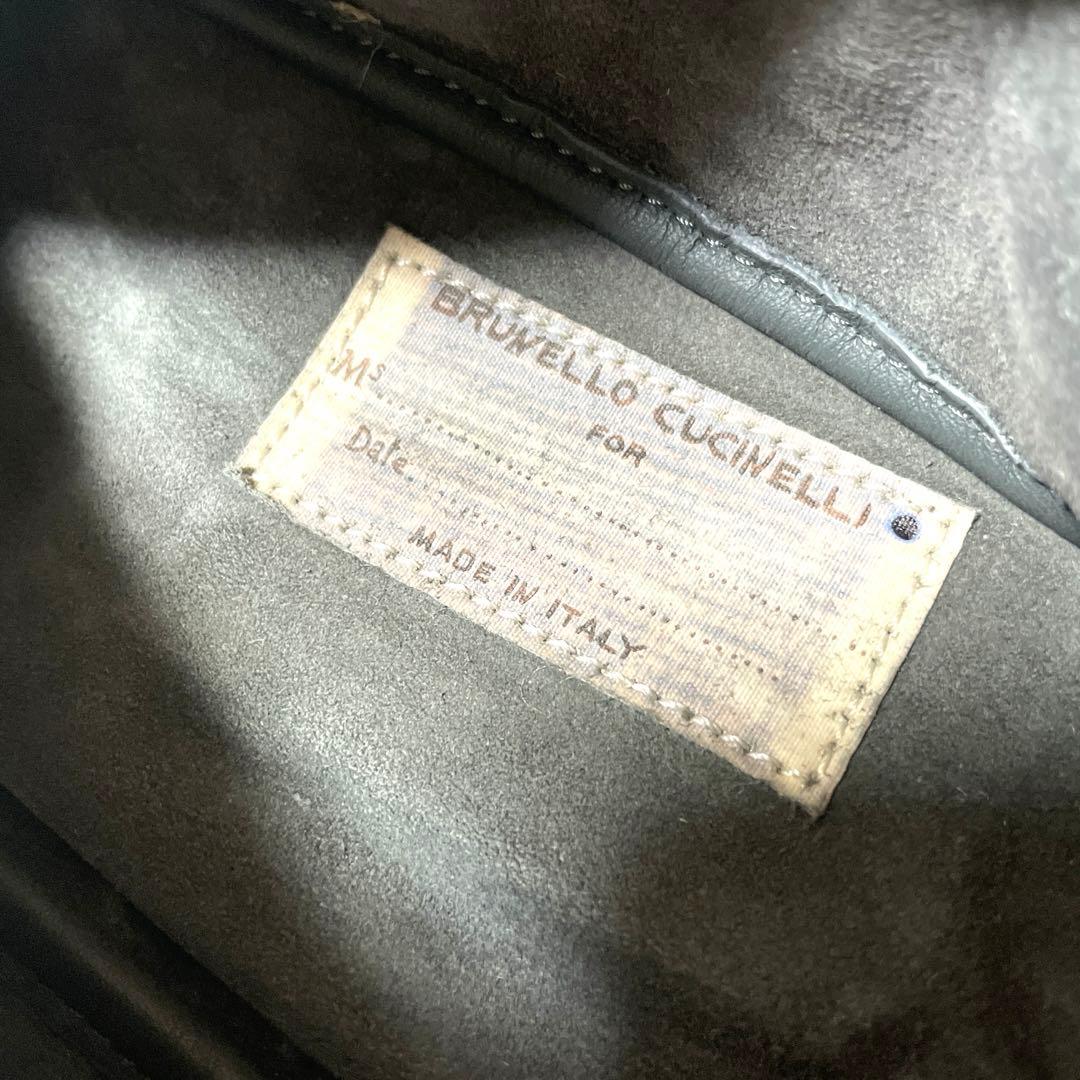 BRUNELLO CUCINELLI
FOR
Ms
Date
MADE IN ITALY